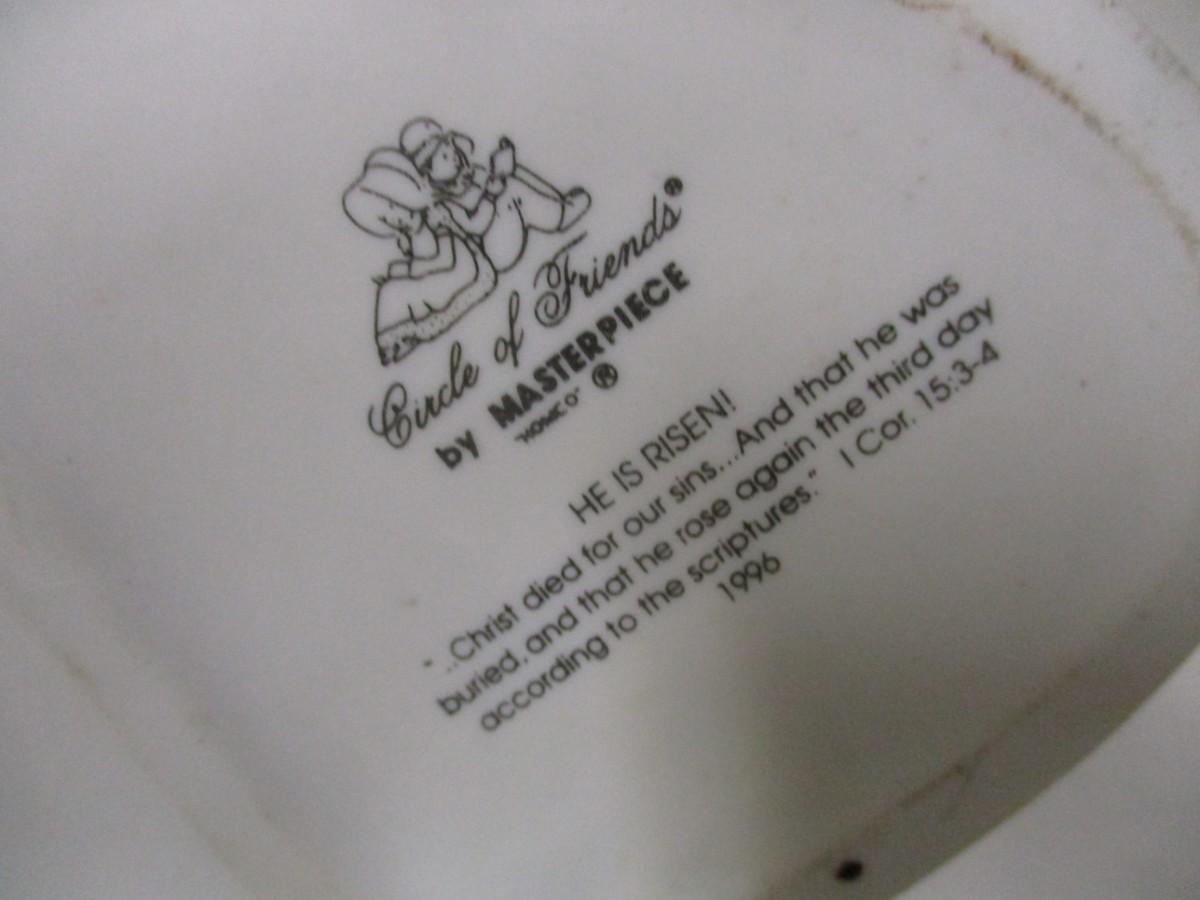 Circle of Friends®
by MASTERPIECE
"HOMCO" ®
HE IS RISEN!
"...Christ died for our sins...And that he was
buried, and that he rose again the third day
according to the scriptures." I Cor. 15:3-4
1996